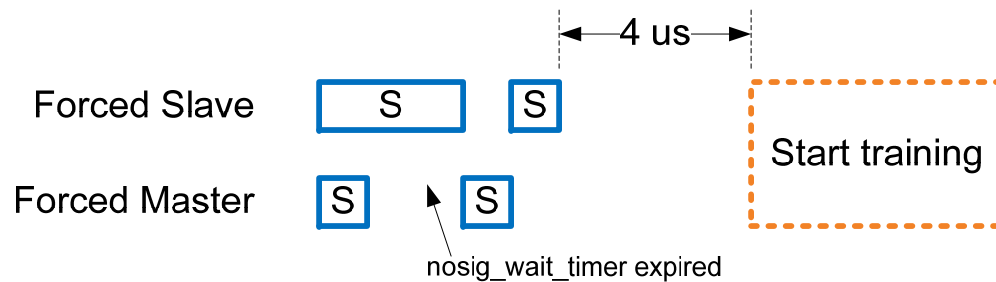 4 us
Forced Slave S S
Start training
Forced Master S S
nosig_wait_timer expired